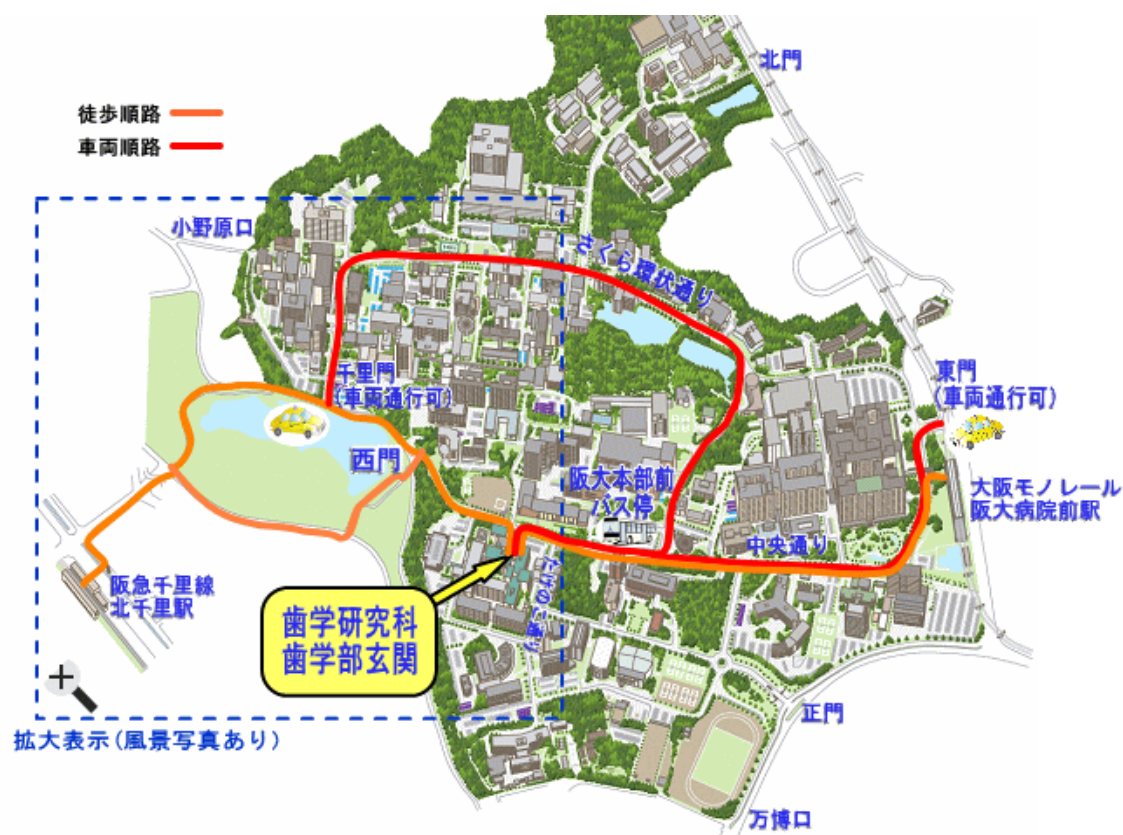 北門
徒歩順路
車両順路
小野原口
さくら環状通り
千里門
(車両通行可)
東門
(車両通行可)
西門
阪大本部前
バス停
大阪モノレール
阪大病院前駅
中央通り
たけのこ通り
阪急千里線
北千里駅
歯学研究科
歯学部玄関
正門
拡大表示(風景写真あり)
万博口